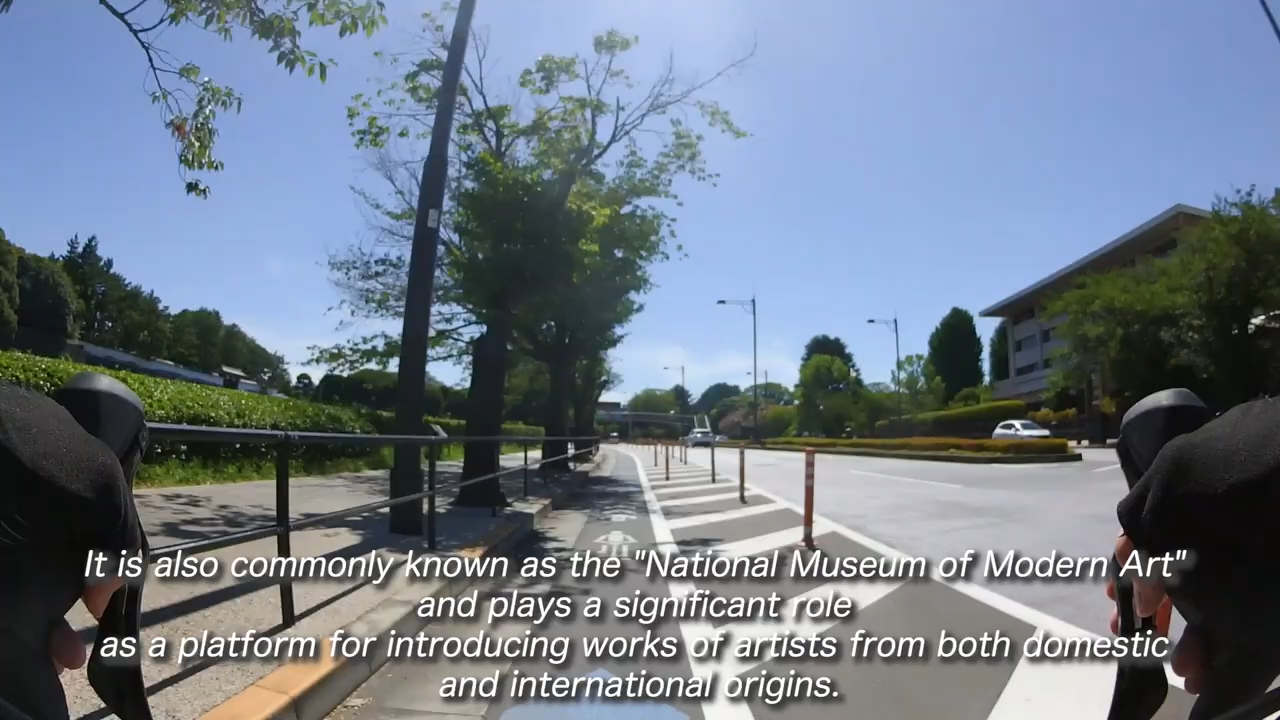 It is also commonly known as the "National Museum of Modern Art"
and plays a significant role
as a platform for introducing works of artists from both domestic
and international origins.